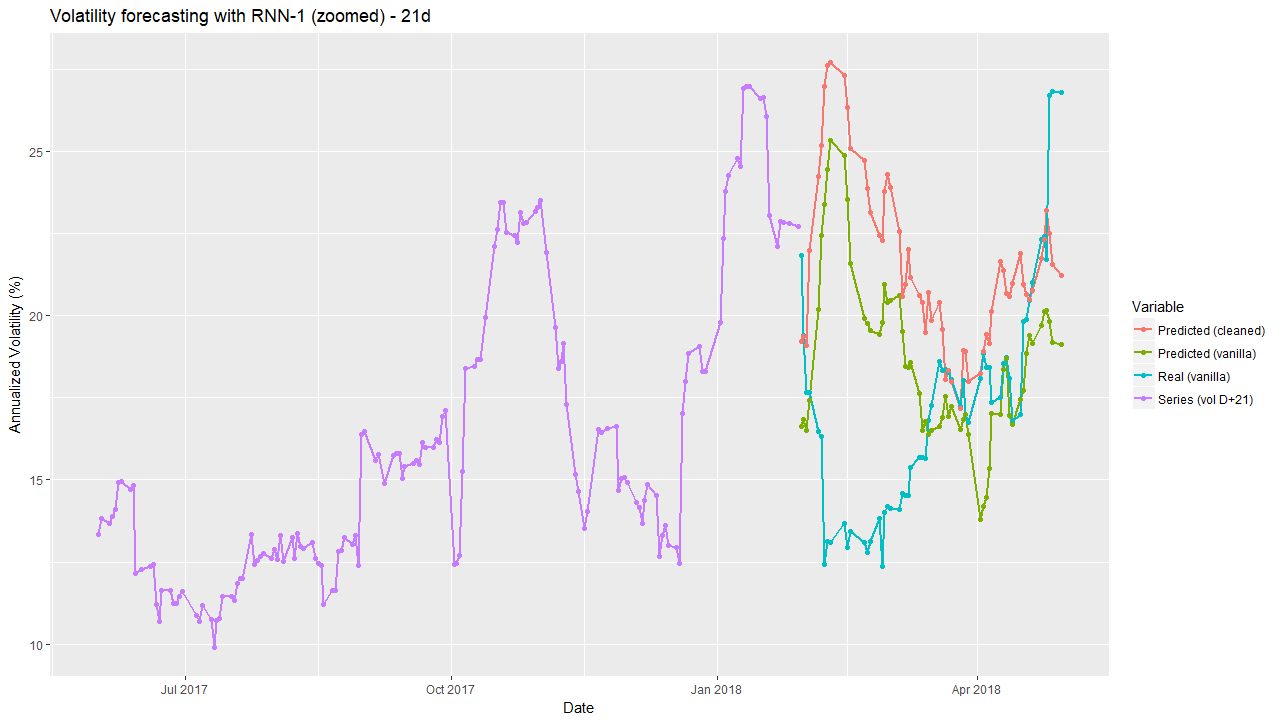 Volatility forecasting with RNN-1 (zoomed) - 21d
Annualized Volatility (%)
25
20
15
10
Jul 2017
Oct 2017
Jan 2018
Apr 2018
Date
Variable
Predicted (cleaned)
Predicted (vanilla)
Real (vanilla)
Series (vol D+21)